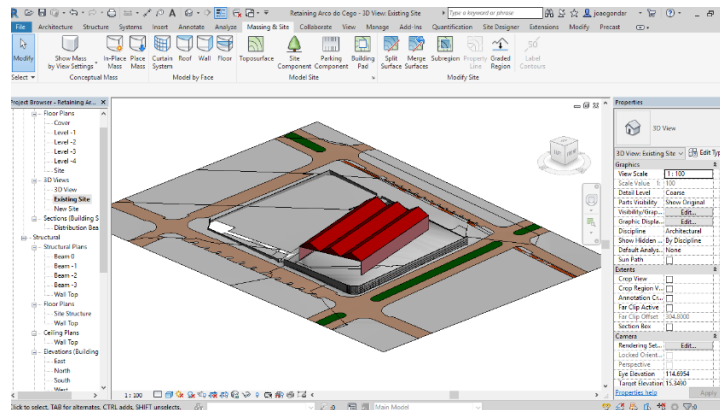 Retaining Arco do Cego - 3D View: Existing Site
Type a keyword or phrase
joaogondar
File Architecture Structure Systems Insert Annotate Analyze Massing & Site Collaborate View Manage Add-Ins Quantification Site Designer Extensions Modify Precast
Modify
Show Mass by View Settings
In-Place Mass
Place Mass
Curtain System
Roof
Wall
Floor
Toposurface
Site Component
Parking Component
Building Pad
Split Surface
Merge Surfaces
Subregion
Property Line
Graded Region
Label Contours
Select Conceptual Mass Model by Face Model Site Modify Site
Project Browser - Retaining Ar...
Floor Plans
Cover
Level -1
Level -2
Level -3
Level -4
Site
3D Views
3D View
Existing Site
New Site
Sections (Building S
Distribution Bea
Structural
Structural Plans
Beam 0
Beam -1
Beam -2
Beam -3
Wall Top
Floor Plans
Site Structure
Wall Top
Ceiling Plans
Wall Top
Elevations (Building
East
North
South
West
1 : 100
Properties
3D View
3D View: Existing Site Edit Typ
Graphics
View Scale 1 : 100
Scale Value 1: 100
Detail Level Coarse
Parts Visibility Show Original
Visibility/Grap... Edit...
Graphic Displa... Edit...
Discipline Architectural
Show Hidden ... By Discipline
Default Analys... None
Sun Path
Extents
Crop View
Crop Region V...
Annotation Cr...
Far Clip Active
Far Clip Offset 304.8000
Section Box
Camera
Rendering Set... Edit...
Locked Orient...
Perspective
Eye Elevation 114.6954
Target Elevation 15.3490
Properties help Apply
Click to select, TAB for alternates, CTRL adds, SHIFT unselects.
:0
Main Model
:0